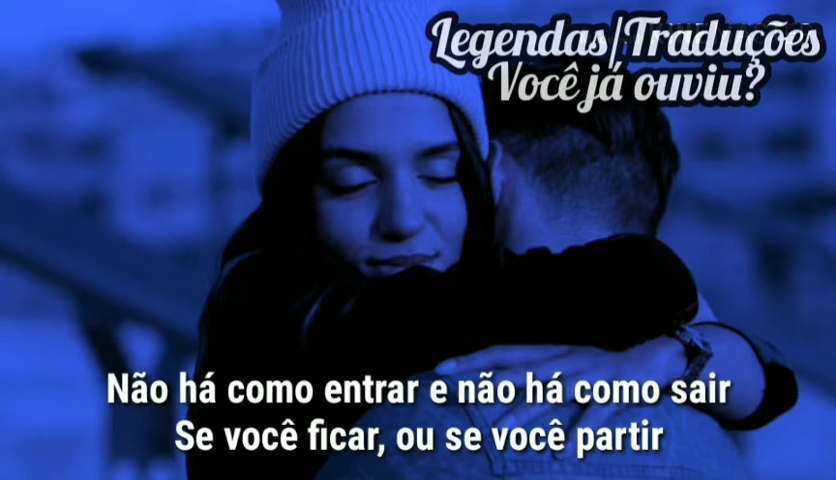 Legendas/Traduções
Você já ouviu?
Não há como entrar e não há como sair
Se você ficar, ou se você partir